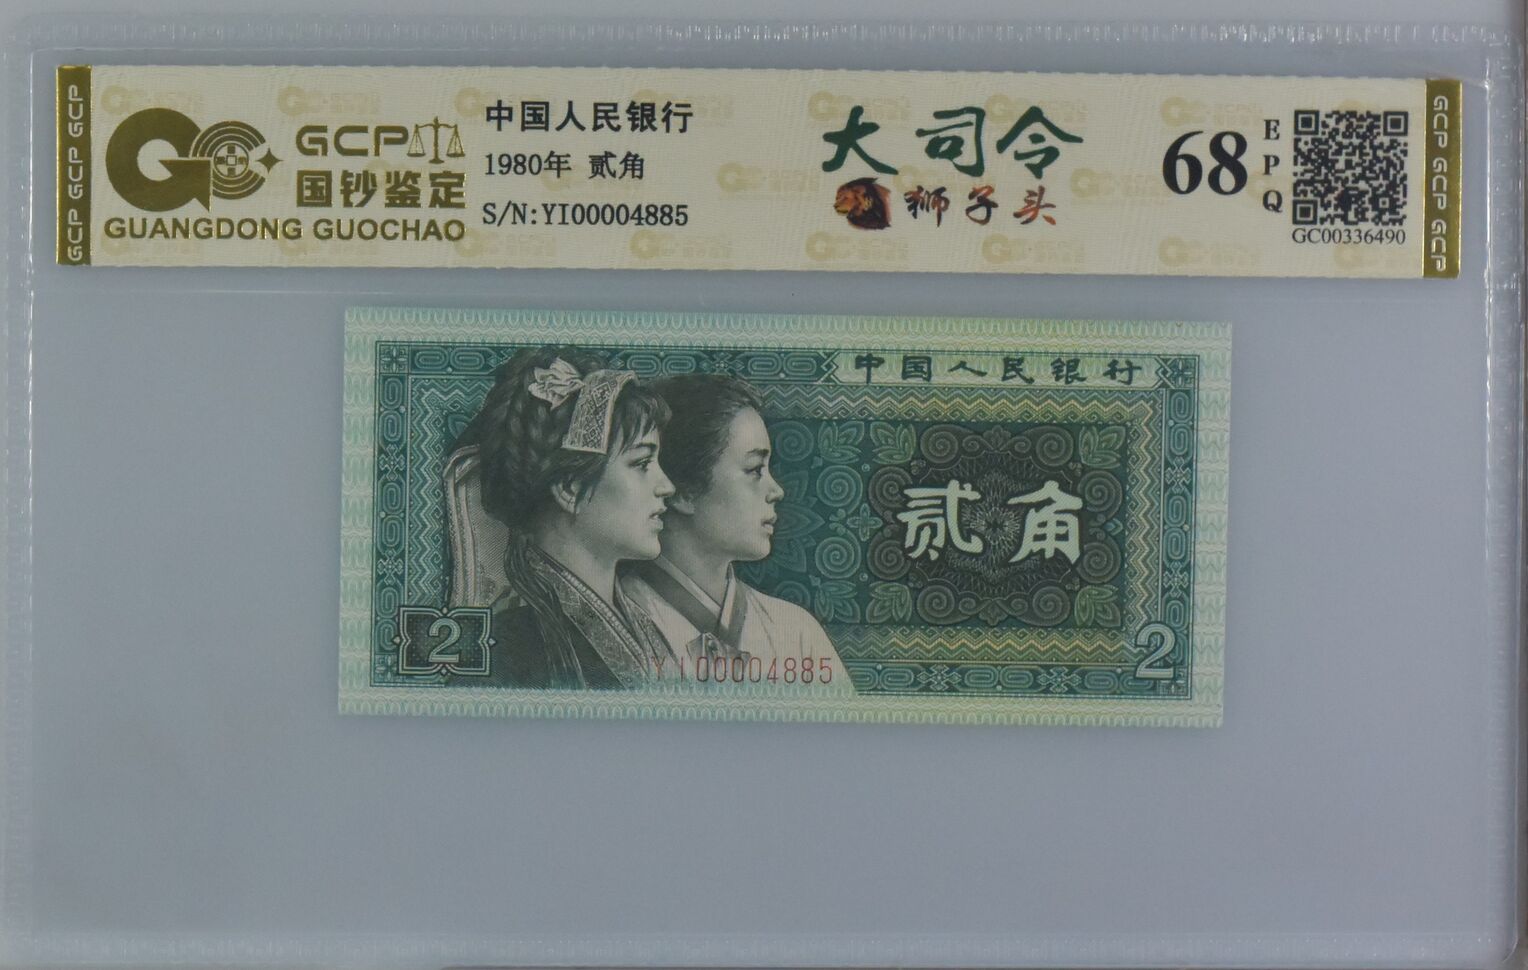 GCP GCP GCP
GCP
国钞鉴定
GUANGDONG GUOCHAO
中国人民银行
1980年 贰角
S/N:YI00004885
大司令
狮子头
68
EPQ
GC00336490
GCP GCP GCP
中国人民银行
贰角
2
YI00004885
2